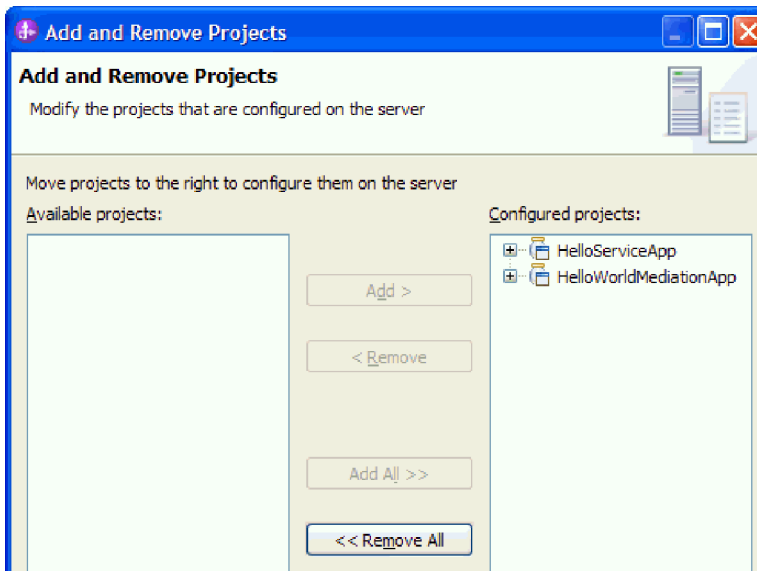 Add and Remove Projects
Add and Remove Projects
Modify the projects that are configured on the server
Move projects to the right to configure them on the server
Available projects:
Configured projects:
HelloServiceApp
HelloWorldMediationApp
Add >
< Remove
Add All >>
<< Remove All